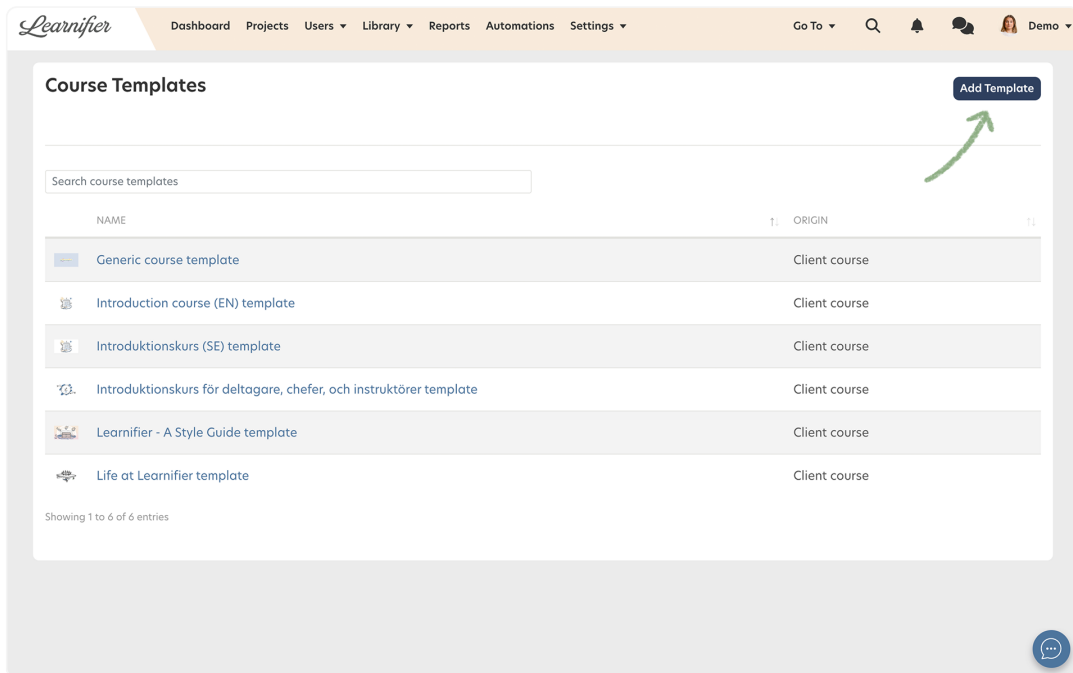 Learnifier Dashboard Projects Users Library Reports Automations Settings Go To Demo
Course Templates
Add Template
Search course templates
NAME ORIGIN
Generic course template Client course
Introduction course (EN) template Client course
Introduktionskurs (SE) template Client course
Introduktionskurs för deltagare, chefer, och instruktörer template Client course
Learnifier - A Style Guide template Client course
Life at Learnifier template Client course
Showing 1 to 6 of 6 entries